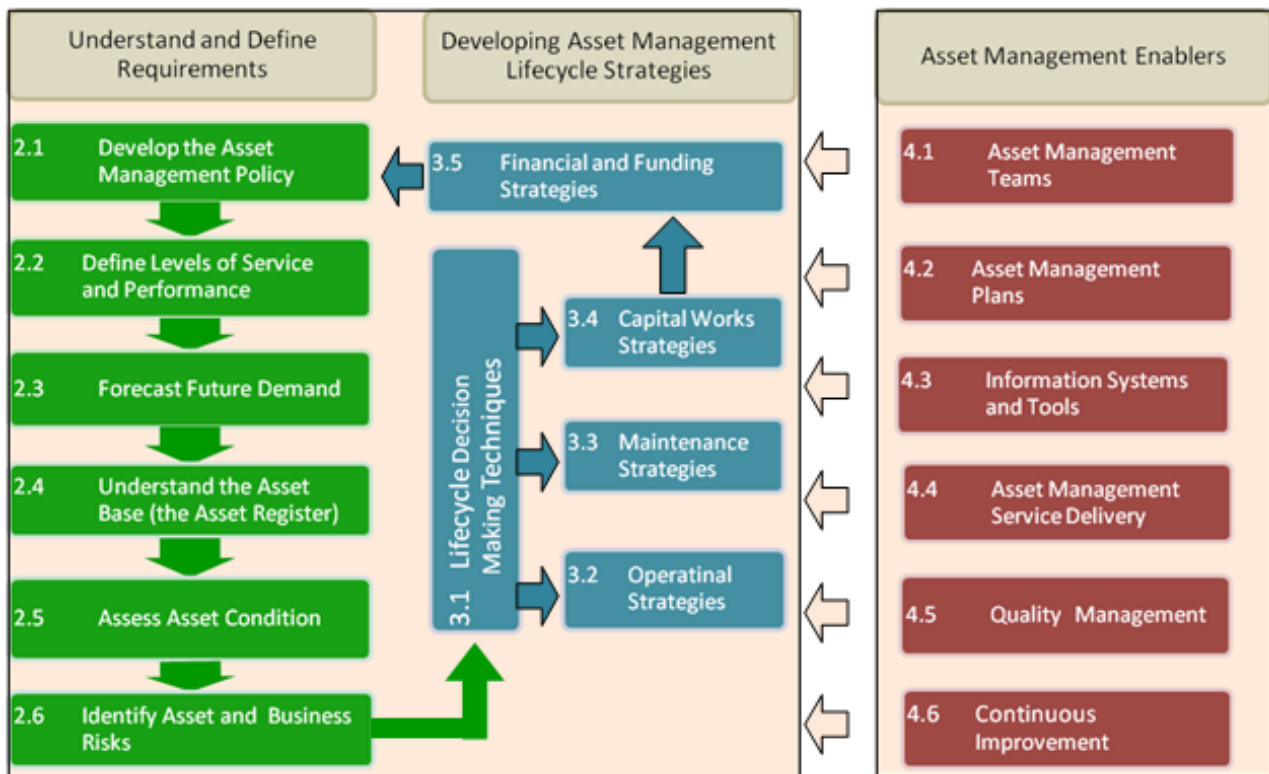 Understand and Define
Requirements
Developing Asset Management
Lifecycle Strategies
Asset Management Enablers
2.1 Develop the Asset
Management Policy
2.2 Define Levels of Service
and Performance
2.3 Forecast Future Demand
2.4 Understand the Asset
Base (the Asset Register)
2.5 Assess Asset Condition
2.6 Identify Asset and Business
Risks
3.5 Financial and Funding
Strategies
3.1 Lifecycle Decision
Making Techniques
3.4 Capital Works
Strategies
3.3 Maintenance
Strategies
3.2 Operatinal
Strategies
4.1 Asset Management
Teams
4.2 Asset Management
Plans
4.3 Information Systems
and Tools
4.4 Asset Management
Service Delivery
4.5 Quality Management
4.6 Continuous
Improvement